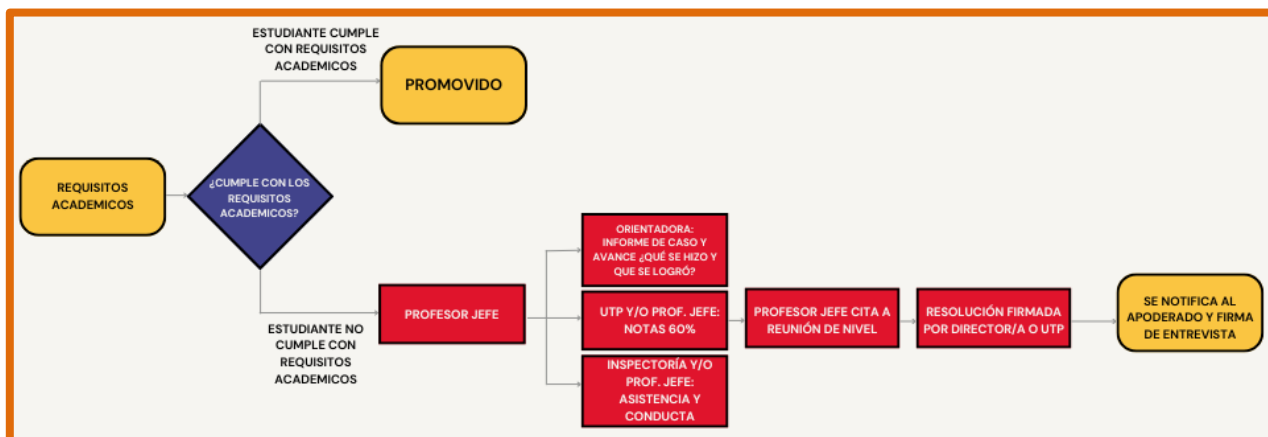 ESTUDIANTE CUMPLE
CON REQUISITOS
ACADEMICOS
PROMOVIDO
REQUISITOS
ACADEMICOS
¿CUMPLE CON LOS
REQUISITOS
ACADEMICOS?
ESTUDIANTE NO
CUMPLE CON
REQUISITOS
ACADEMICOS
PROFESOR JEFE
ORIENTADORA:
INFORME DE CASO Y
AVANCE ¿QUÉ SE HIZO Y
QUE SE LOGRÓ?
UTP Y/O PROF. JEFE:
NOTAS 60%
INSPECTORÍA Y/O
PROF. JEFE:
ASISTENCIA Y
CONDUCTA
PROFESOR JEFE CITA A
REUNIÓN DE NIVEL
RESOLUCIÓN FIRMADA
POR DIRECTOR/A O UTP
SE NOTIFICA AL
APODERADO Y FIRMA
DE ENTREVISTA